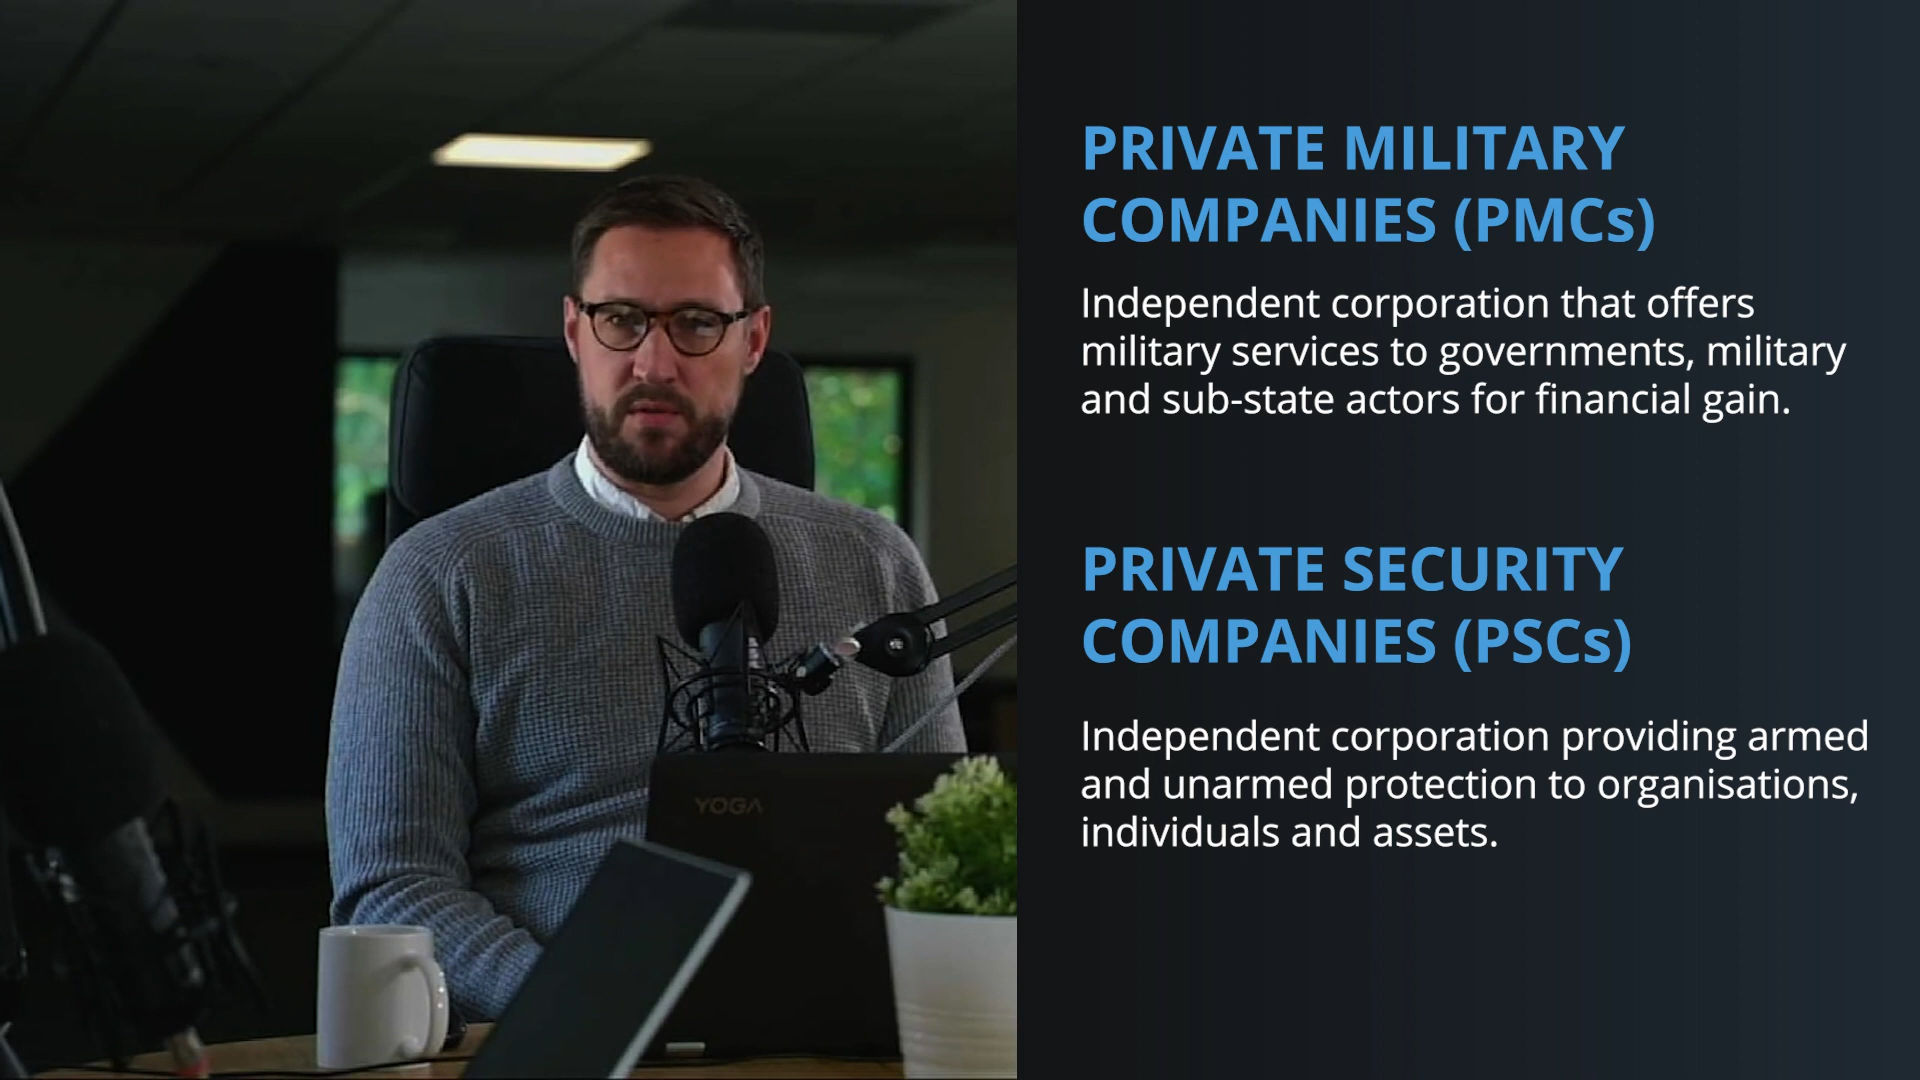 PRIVATE MILITARY
COMPANIES (PMCs)
Independent corporation that offers
military services to governments, military
and sub-state actors for financial gain.
PRIVATE SECURITY
COMPANIES (PSCs)
Independent corporation providing armed
and unarmed protection to organisations,
individuals and assets.
YOGA